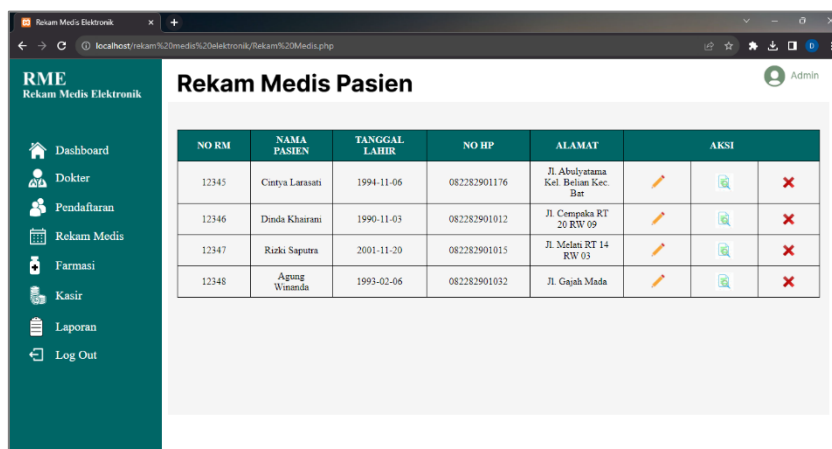 Rekam Medis Elektronik
localhost/rekam%20medis%20elektronik/Rekam%20Medis.php
D
RME
Rekam Medis Elektronik
Rekam Medis Pasien
Admin
Dashboard
Dokter
Pendaftaran
Rekam Medis
Farmasi
Kasir
Laporan
Log Out
NO RM NAMA PASIEN TANGGAL LAHIR NO HP ALAMAT AKSI
12345 Cintya Larasati 1994-11-06 082282901176 Jl. Abulyatama Kel. Belian Kec. Bat
12346 Dinda Khairani 1990-11-03 082282901012 Jl. Cempaka RT 20 RW 09
12347 Rizki Saputra 2001-11-20 082282901015 Jl. Melati RT 14 RW 03
12348 Agung Winanda 1993-02-06 082282901032 Jl. Gajah Mada